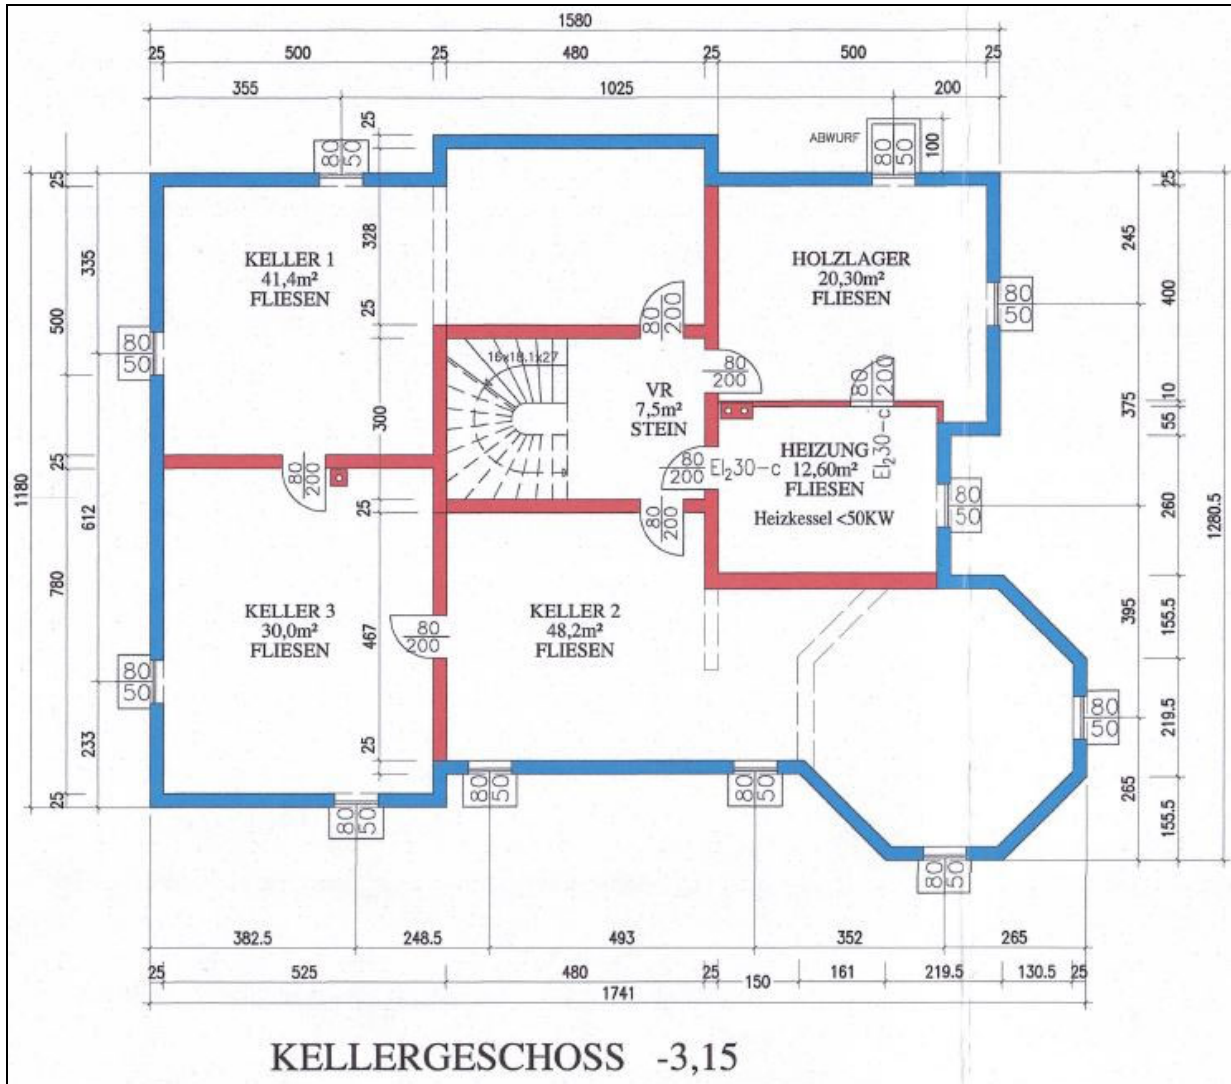 1580
25 500 25 480 25 500 25
355 1025 200
25
ABWURF
80 50
80 50
100
25
25
335
328
245
KELLER 1
41,4m²
FLIESEN
HOLZLAGER
20,30m²
FLIESEN
80 50
400
500
25
80 200
80 50
16x18.1x27
80 200
80 200
VR
7,5m²
STEIN
375
10
300
55
HEIZUNG
12,60m²
FLIESEN
Heizkessel <50KW
80 200
EI₂30-c
EI₂30-c
25
80 200
1180
612
25
80 200
80 50
260
1280.5
780
KELLER 3
30,0m²
FLIESEN
467
80 200
KELLER 2
48,2m²
FLIESEN
395
155.5
80 50
80 50
219.5
233
25
25
80 50
80 50
80 50
265
155.5
80 50
382.5 248.5 493 352 265
25 525 480 25 150 161 219.5 130.5 25
1741
KELLERGESCHOSS -3,15